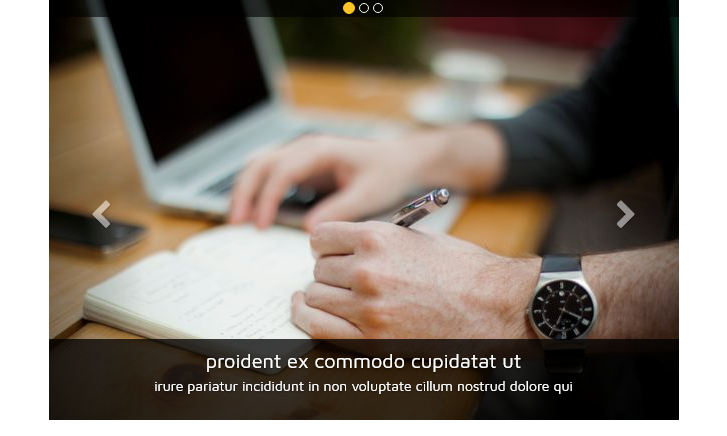 proident ex commodo cupidatat ut
irure pariatur incididunt in non voluptate cillum nostrud dolore qui